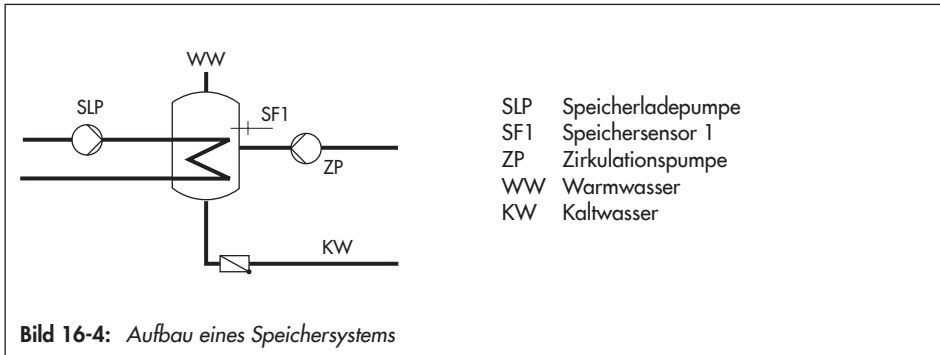 WW
SLP
SF1
ZP
KW
SLP Speicherladepumpe
SF1 Speichersensor 1
ZP Zirkulationspumpe
WW Warmwasser
KW Kaltwasser
Bild 16-4: Aufbau eines Speichersystems